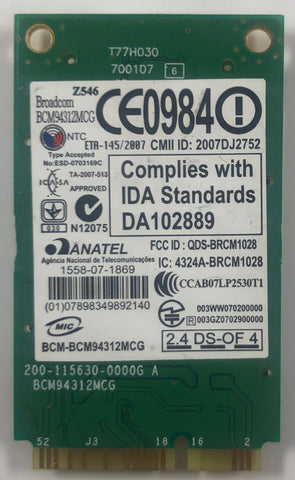 T77H030
700107 6
Z546
Broadcom
BCM94312MCG
CE0984
NTC
Type Accepted
No:ESD-0703169C
ETA-145/2007 CMII ID: 2007DJ2752
ICASA
TA-2007-513
APPROVED
Complies with
IDA Standards
DA102889
N12075
ANATEL
Agência Nacional de Telecomunicações
1558-07-1869
(01)07898349892140
FCC ID : QDS-BRCM1028
IC: 4324A-BRCM1028
CCAB07LP2530T1
003WW070200000
R 003GZ0702900000
MIC
BCM-BCM94312MCG
2.4 DS-OF 4
200-115630-0000G A
BCM94312MCG
52 J3 18 16 2